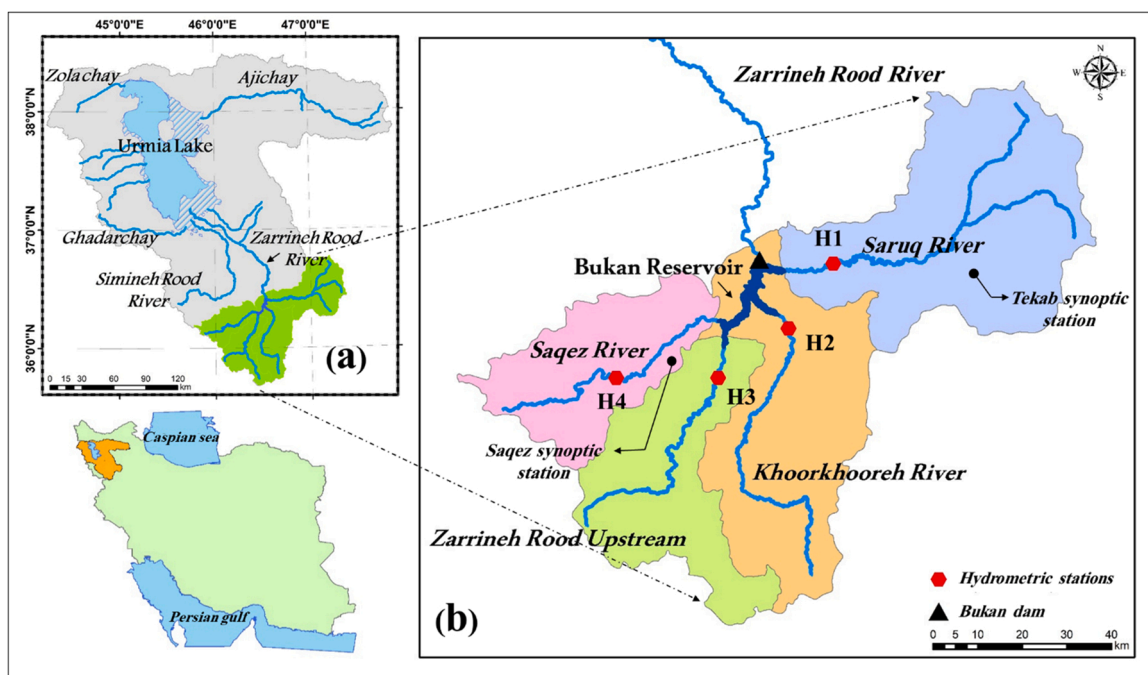 45°0'0"E 46°0'0"E 47°0'0"E
38°0'0"N
37°0'0"N
36°0'0"N
Zola chay
Ajichay
Urmia Lake
Ghadarchay
Zarrineh Rood
River
Simineh Rood
River
(a)
0 15 30 60 90 120
km
Caspian sea
Persian gulf
Zarrineh Rood River
N
W E
S
H1
Saruq River
Bukan Reservoir
Tekab synoptic
station
H2
Saqez River
H4
H3
Saqez synoptic
station
Khoorkhooreh River
Zarrineh Rood Upstream
(b)
Hydrometric stations
Bukan dam
0 5 10 20 30 40
km